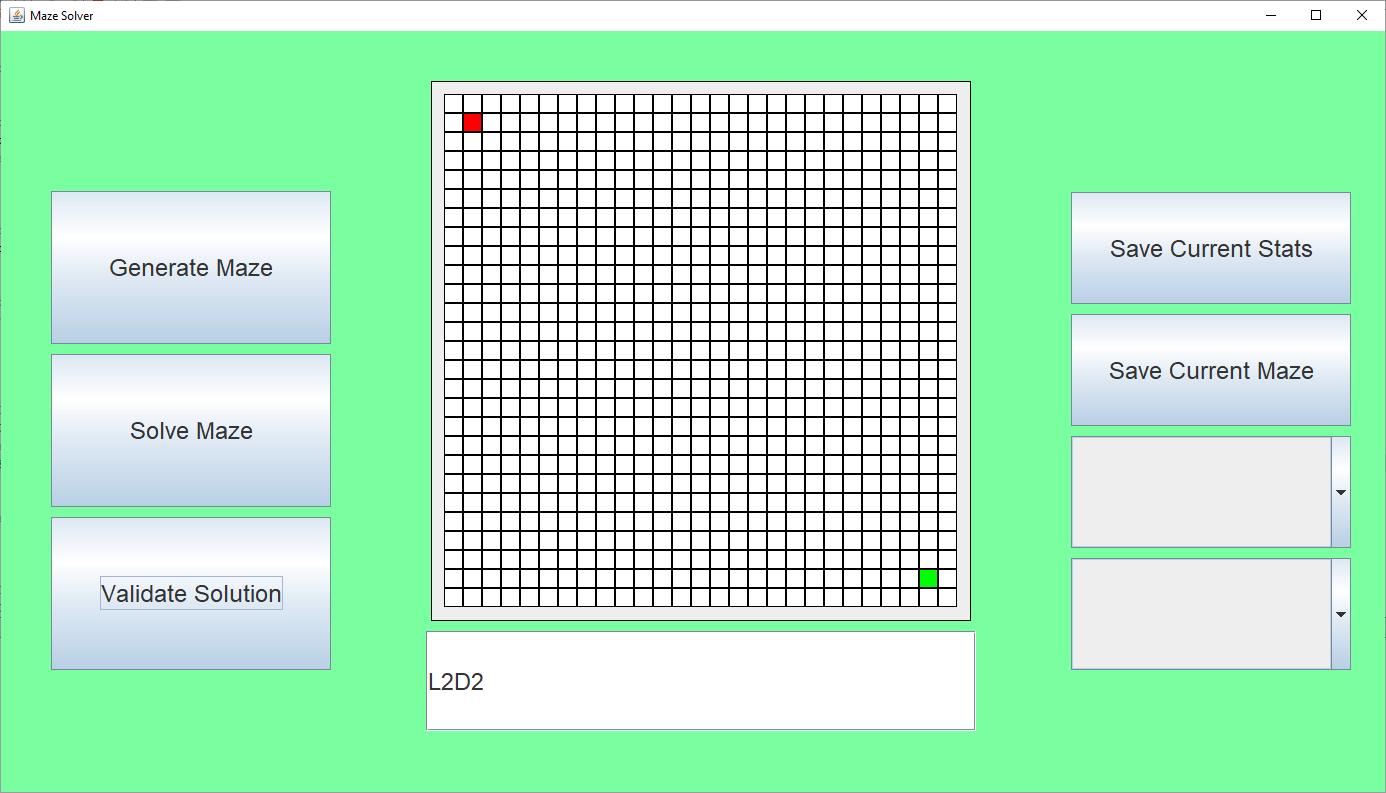 Maze Solver
Generate Maze
Solve Maze
Validate Solution
L2D2
Save Current Stats
Save Current Maze